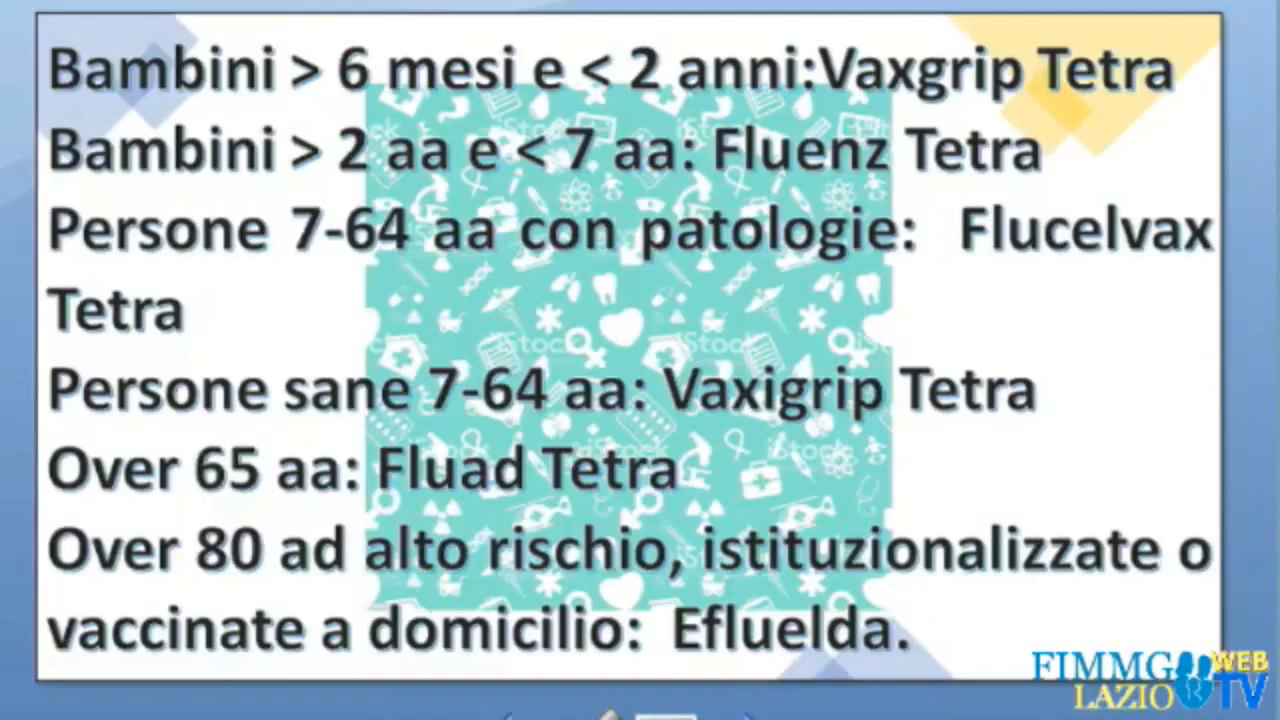 Bambini > 6 mesi e < 2 anni:Vaxgrip Tetra
Bambini > 2 aa e < 7 aa: Fluenz Tetra
Persone 7-64 aa con patologie: Flucelvax
Tetra
Persone sane 7-64 aa: Vaxigrip Tetra
Over 65 aa: Fluad Tetra
Over 80 ad alto rischio, istituzionalizzate o
vaccinate a domicilio: Efluelda.
FIMMG WEB
LAZIO TV
iStock